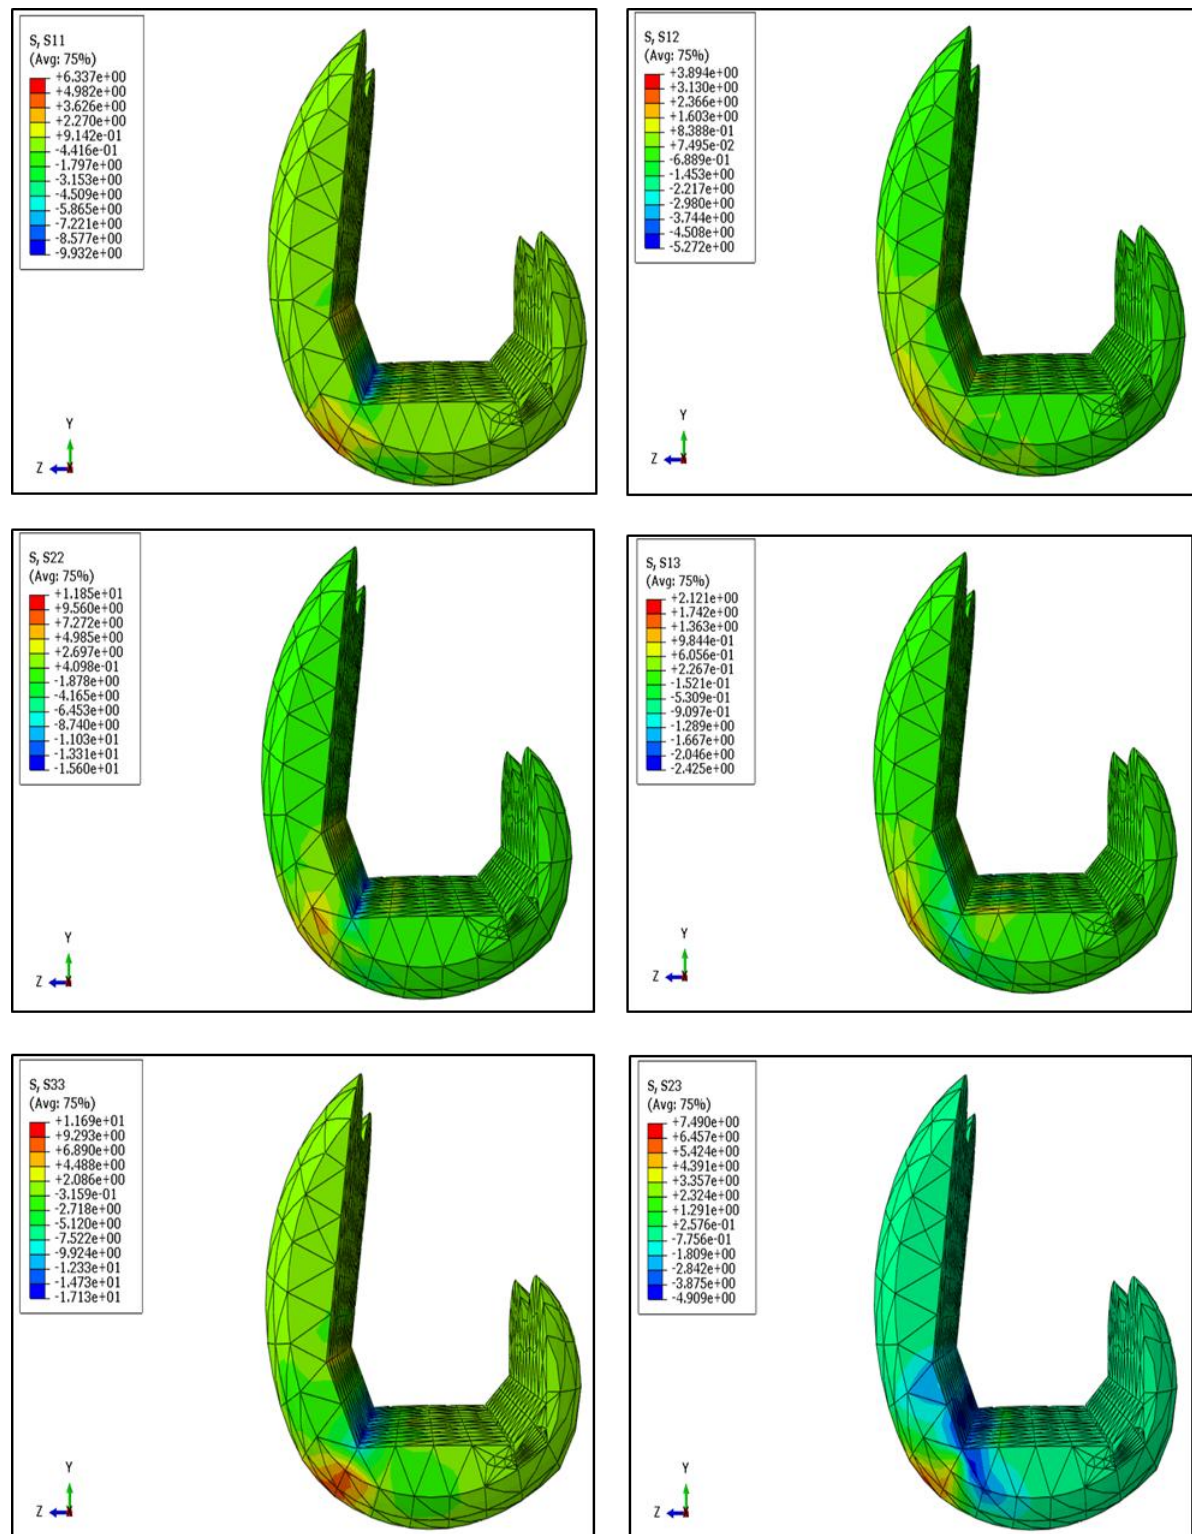 S, S11
(Avg: 75%)
+6.337e+00
+4.982e+00
+3.626e+00
+2.270e+00
+9.142e-01
-4.416e-01
-1.797e+00
-3.153e+00
-4.509e+00
-5.865e+00
-7.221e+00
-8.577e+00
-9.932e+00
Y
Z
S, S12
(Avg: 75%)
+3.894e+00
+3.130e+00
+2.366e+00
+1.603e+00
+8.388e-01
+7.495e-02
-6.889e-01
-1.453e+00
-2.217e+00
-2.980e+00
-3.744e+00
-4.508e+00
-5.272e+00
Y
Z
S, S22
(Avg: 75%)
+1.185e+01
+9.560e+00
+7.272e+00
+4.985e+00
+2.697e+00
+4.098e-01
-1.878e+00
-4.165e+00
-6.453e+00
-8.740e+00
-1.103e+01
-1.331e+01
-1.560e+01
Y
Z
S, S13
(Avg: 75%)
+2.121e+00
+1.742e+00
+1.363e+00
+9.844e-01
+6.056e-01
+2.267e-01
-1.521e-01
-5.309e-01
-9.097e-01
-1.289e+00
-1.667e+00
-2.046e+00
-2.425e+00
Y
Z
S, S33
(Avg: 75%)
+1.169e+01
+9.293e+00
+6.890e+00
+4.488e+00
+2.086e+00
-3.159e-01
-2.718e+00
-5.120e+00
-7.522e+00
-9.924e+00
-1.233e+01
-1.473e+01
-1.713e+01
Y
Z
S, S23
(Avg: 75%)
+7.490e+00
+6.457e+00
+5.424e+00
+4.391e+00
+3.357e+00
+2.324e+00
+1.291e+00
+2.576e-01
-7.756e-01
-1.809e+00
-2.842e+00
-3.875e+00
-4.909e+00
Y
Z